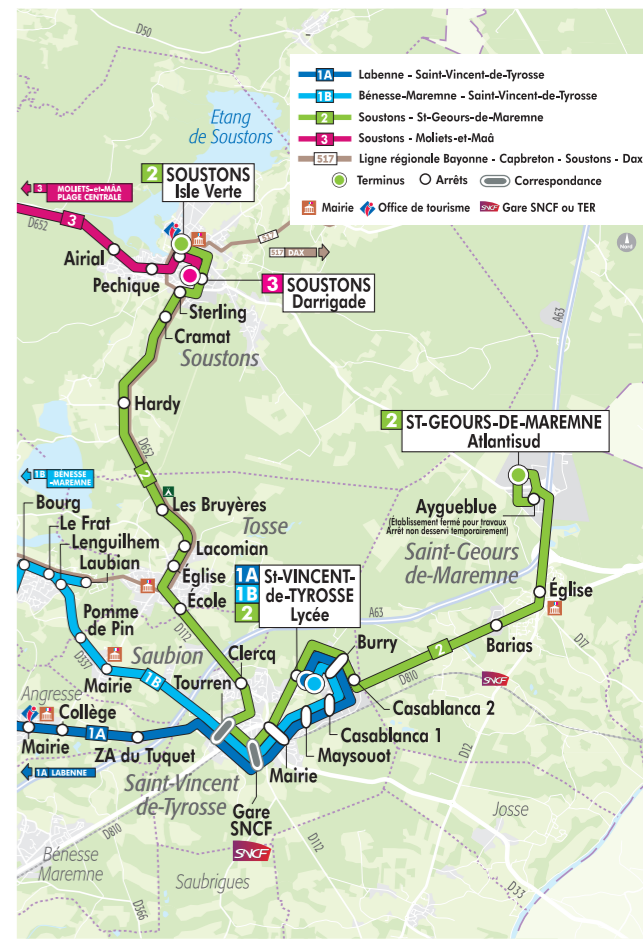 D50
1A Labenne - Saint-Vincent-de-Tyrosse
1B Bénesse-Maremne - Saint-Vincent-de-Tyrosse
2 Soustons - St-Geours-de-Maremne
3 Soustons - Moliets-et-Maâ
517 Ligne régionale Bayonne - Capbreton - Soustons - Dax
Terminus Arrêts Correspondance
Mairie Office de tourisme SNCF Gare SNCF ou TER
Nord
Etang
de Soustons
2 SOUSTONS
Isle Verte
3 MOLIETS-et-MÂA
PLAGE CENTRALE
D652
3
517
517 DAX
Airial
Pechique
3 SOUSTONS
Darrigade
Sterling
Cramat
Soustons
A63
Hardy
D652
2
2 ST-GEOURS-DE-MAREMNE
Atlantisud
1B BÉNESSE
-MAREMNE
Bourg
Le Frat
Lenguilhem
Laubian
Les Bruyères
Tosse
Lacomian
Église
École
Aygueblue
(Etablissement fermé pour travaux
Arrêt non desservi temporairement)
Saint-Geours
de-Maremne
1A St-VINCENT-
1B de-TYROSSE
2 Lycée
A63
Église
Pomme
de Pin
D112
Saubion
Clercq
Burry
Barias
2
D17
D337
Mairie
1B
Tourren
D810
SNCF
Angresse
Collège
Mairie
1A
ZA du Tuquet
Casablanca 2
Casablanca 1
Maysouot
Mairie
D12
1A LABENNE
Saint-Vincent
de-Tyrosse
Gare
SNCF
SNCF
D810
D112
Josse
Bénesse
Maremne
Saubrigues
D33
D366